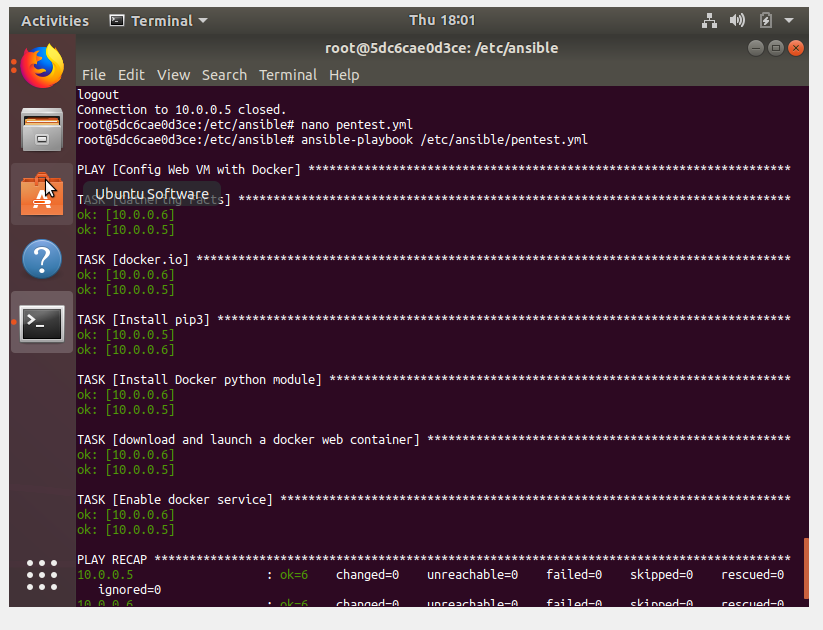 Activities Terminal Thu 18:01
root@5dc6cae0d3ce: /etc/ansible
File Edit View Search Terminal Help
logout
Connection to 10.0.0.5 closed.
root@5dc6cae0d3ce:/etc/ansible# nano pentest.yml
root@5dc6cae0d3ce:/etc/ansible# ansible-playbook /etc/ansible/pentest.yml
PLAY [Config Web VM with Docker] *********************************************************************
Ubuntu Software
TASK [Gathering Facts] *******************************************************************************
ok: [10.0.0.6]
ok: [10.0.0.5]
TASK [docker.io] *************************************************************************************
ok: [10.0.0.6]
ok: [10.0.0.5]
TASK [Install pip3] **********************************************************************************
ok: [10.0.0.5]
ok: [10.0.0.6]
TASK [Install Docker python module] ******************************************************************
ok: [10.0.0.6]
ok: [10.0.0.5]
TASK [download and launch a docker web container] ****************************************************
ok: [10.0.0.6]
ok: [10.0.0.5]
TASK [Enable docker service] *************************************************************************
ok: [10.0.0.6]
ok: [10.0.0.5]
PLAY RECAP *******************************************************************************************
10.0.0.5 : ok=6 changed=0 unreachable=0 failed=0 skipped=0 rescued=0
ignored=0
10.0.0.6 : ok=6 changed=0 unreachable=0 failed=0 skipped=0 rescued=0